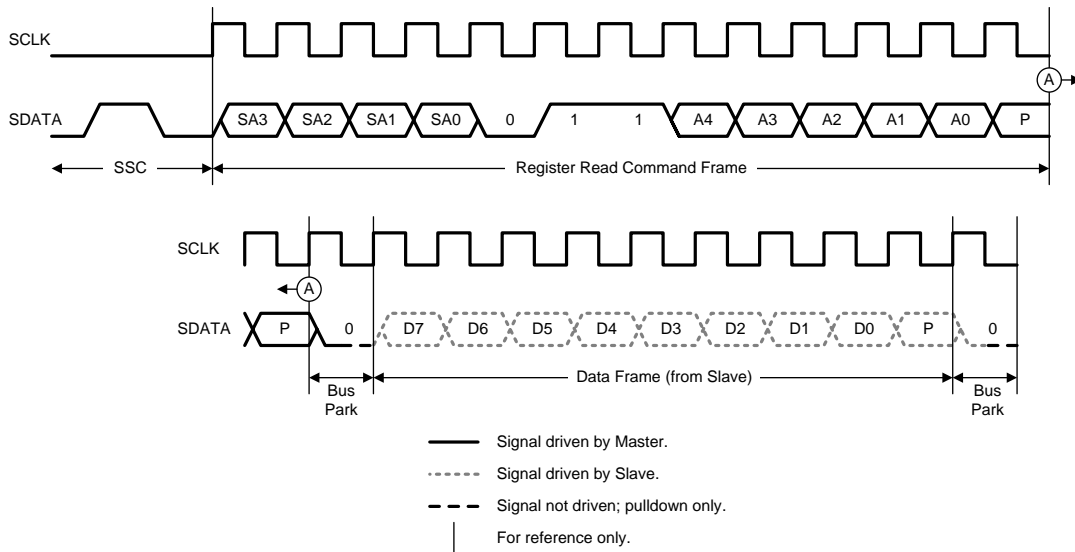 SCLK
A
SDATA SA3 SA2 SA1 SA0 0 1 1 A4 A3 A2 A1 A0 P
SSC Register Read Command Frame
SCLK
A
SDATA P 0 D7 D6 D5 D4 D3 D2 D1 D0 P 0
Bus Park Data Frame (from Slave) Bus Park
Signal driven by Master.
Signal driven by Slave.
Signal not driven; pulldown only.
For reference only.